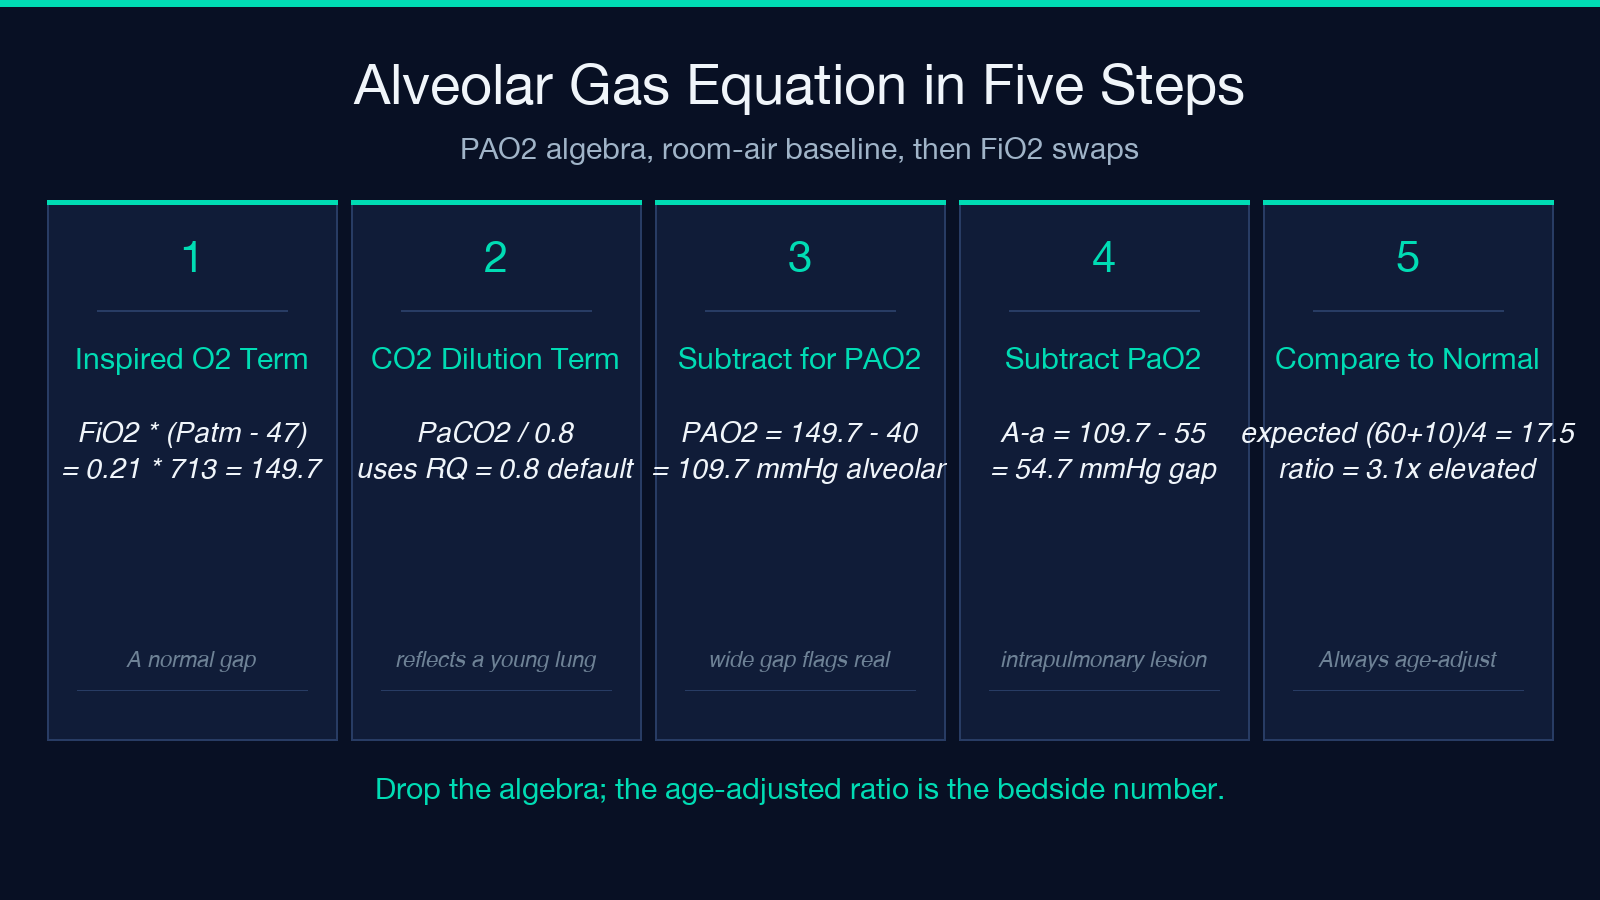 Alveolar Gas Equation in Five Steps
PAO2 algebra, room-air baseline, then FiO2 swaps
1
Inspired O2 Term
FiO2 * (Patm - 47)
= 0.21 * 713 = 149.7
A normal gap
2
CO2 Dilution Term
PaCO2 / 0.8
uses RQ = 0.8 default
reflects a young lung
3
Subtract for PAO2
PAO2 = 149.7 - 40
= 109.7 mmHg alveolar
wide gap flags real
4
Subtract PaO2
A-a = 109.7 - 55
= 54.7 mmHg gap
intrapulmonary lesion
5
Compare to Normal
expected (60+10)/4 = 17.5
ratio = 3.1x elevated
Always age-adjust
Drop the algebra; the age-adjusted ratio is the bedside number.